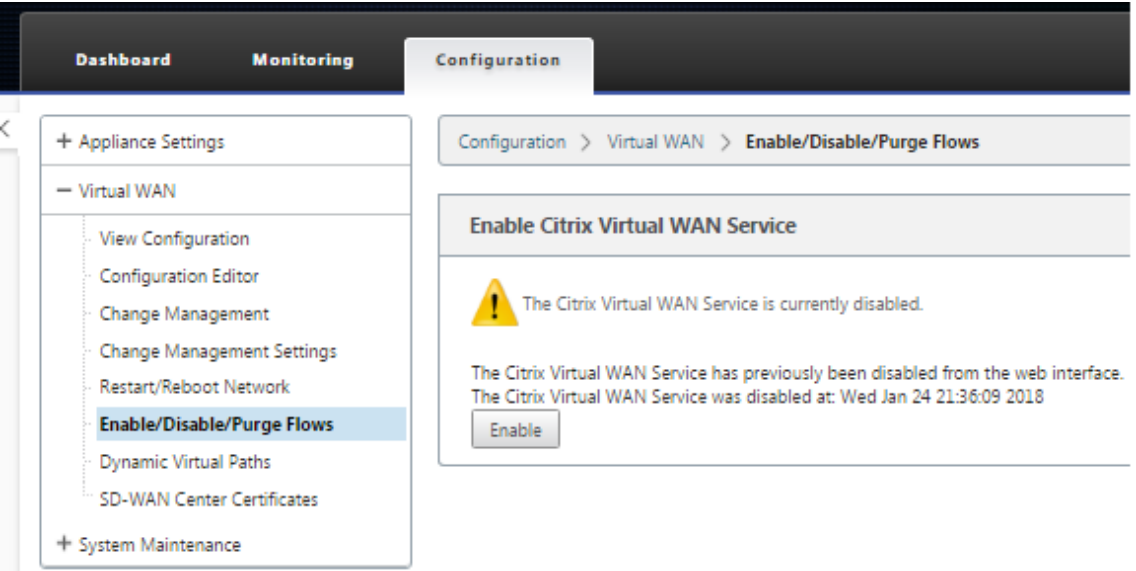 Dashboard Monitoring Configuration
+ Appliance Settings
− Virtual WAN
View Configuration
Configuration Editor
Change Management
Change Management Settings
Restart/Reboot Network
Enable/Disable/Purge Flows
Dynamic Virtual Paths
SD-WAN Center Certificates
+ System Maintenance
Configuration > Virtual WAN > Enable/Disable/Purge Flows
Enable Citrix Virtual WAN Service
The Citrix Virtual WAN Service is currently disabled.
The Citrix Virtual WAN Service has previously been disabled from the web interface.
The Citrix Virtual WAN Service was disabled at: Wed Jan 24 21:36:09 2018
Enable